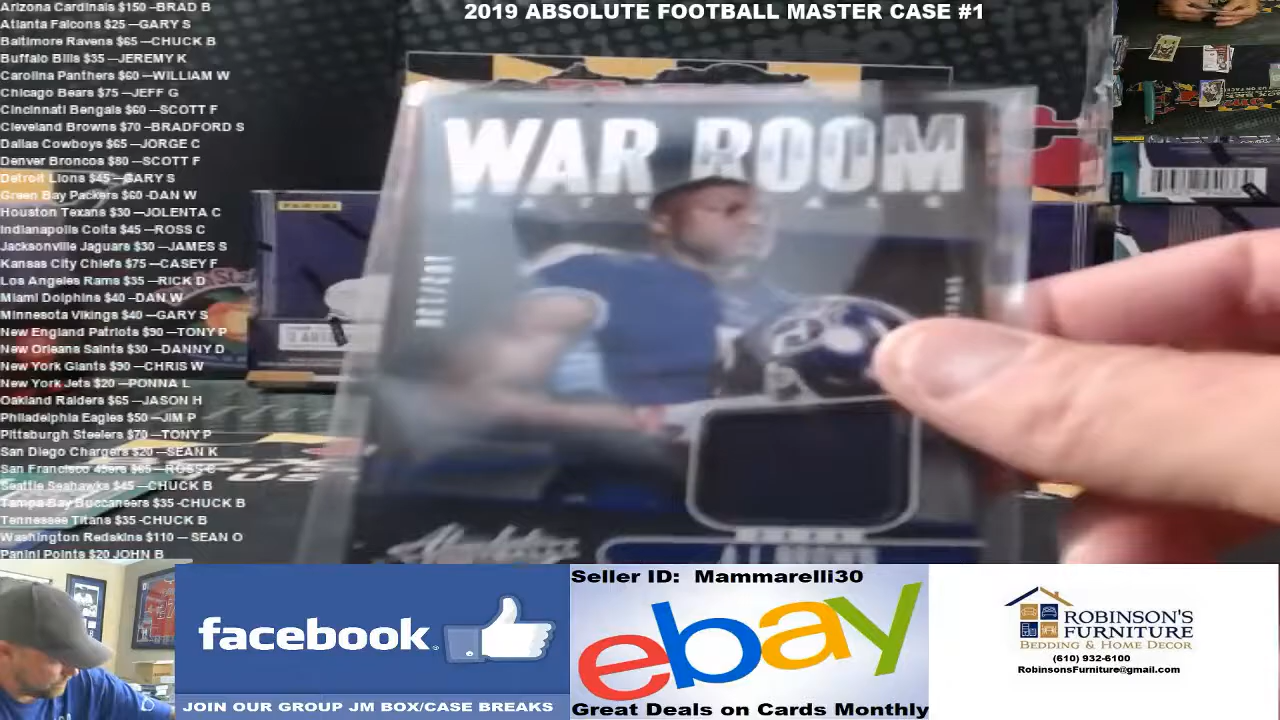 2019 ABSOLUTE FOOTBALL MASTER CASE #1
Arizona Cardinals $150 –BRAD B
Atlanta Falcons $25 –GARY S
Baltimore Ravens $65 –CHUCK B
Buffalo Bills $35 –JEREMY K
Carolina Panthers $60 –WILLIAM W
Chicago Bears $75 –JEFF G
Cincinnati Bengals $60 –SCOTT F
Cleveland Browns $70 –BRADFORD S
Dallas Cowboys $65 –JORGE C
Denver Broncos $80 –SCOTT F
Detroit Lions $45 –GARY S
Green Bay Packers $60 -DAN W
Houston Texans $30 –JOLENTA C
Indianapolis Colts $45 –ROSS C
Jacksonville Jaguars $30 –JAMES S
Kansas City Chiefs $75 –CASEY F
Los Angeles Rams $35 –RICK D
Miami Dolphins $40 –DAN W
Minnesota Vikings $40 –GARY S
New England Patriots $90 –TONY P
New Orleans Saints $30 –DANNY D
New York Giants $90 –CHRIS W
New York Jets $20 –PONNA L
Oakland Raiders $65 –JASON H
Philadelphia Eagles $50 –JIM P
Pittsburgh Steelers $70 –TONY P
San Diego Chargers $20 –SEAN K
San Francisco 49ers $65 –ROSS C
Seattle Seahawks $45 –CHUCK B
Tampa Bay Buccaneers $35 -CHUCK B
Tennessee Titans $35 -CHUCK B
Washington Redskins $110 – SEAN O
Panini Points $20 JOHN B
WAR ROOM
MATERIALS
PANINI
Absolute
A.J. BROWN
facebook
JOIN OUR GROUP JM BOX/CASE BREAKS
Seller ID: Mammarelli30
ebay
Great Deals on Cards Monthly
ROBINSON'S
FURNITURE
BEDDING & HOME DECOR
(610) 932-6100
RobinsonsFurniture@gmail.com